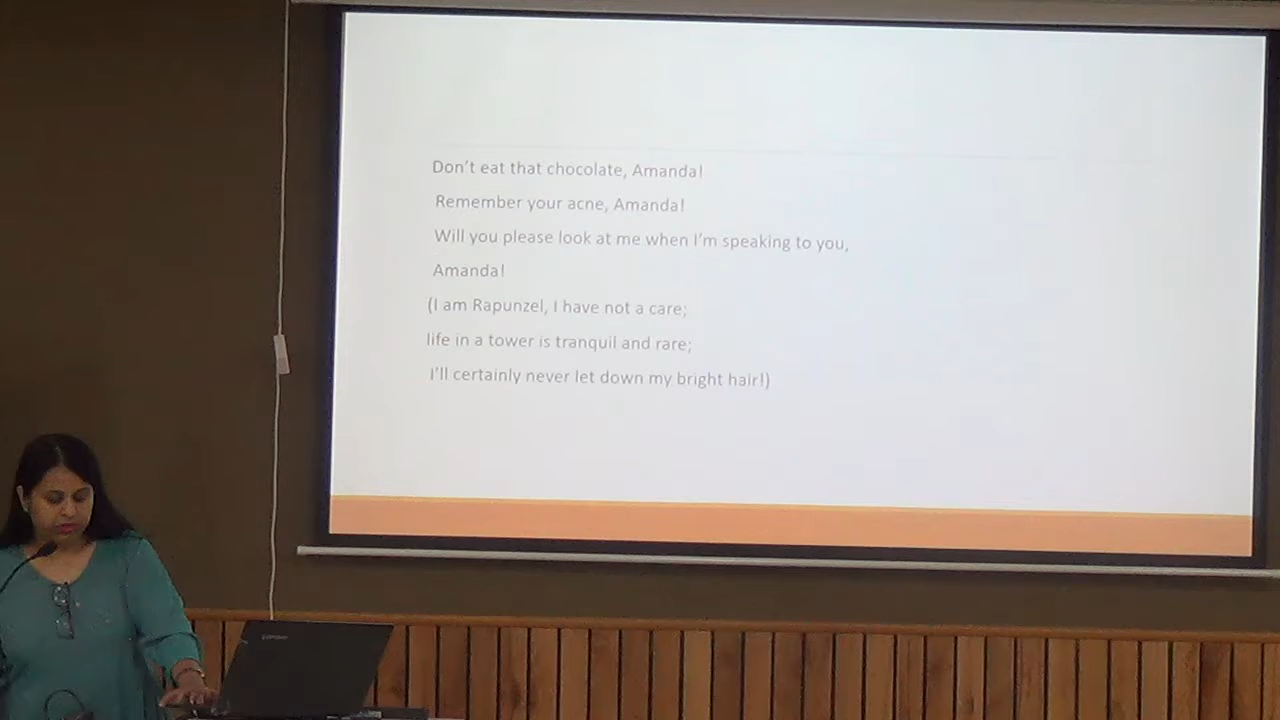 Don't eat that chocolate, Amanda!
Remember your acne, Amanda!
Will you please look at me when I'm speaking to you,
Amanda!
(I am Rapunzel, I have not a care;
life in a tower is tranquil and rare;
I'll certainly never let down my bright hair!)